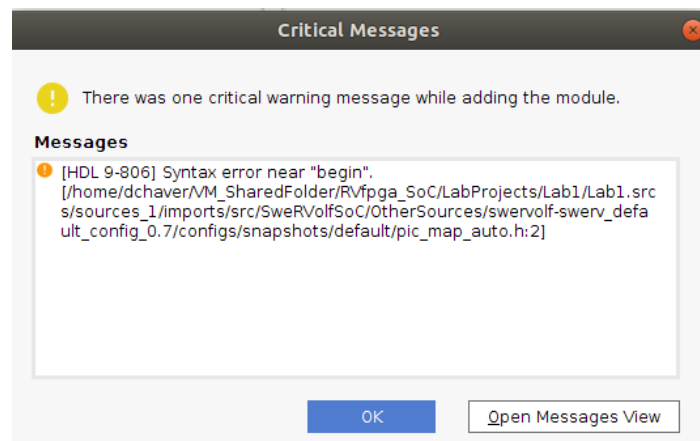 Critical Messages
There was one critical warning message while adding the module.
Messages
[HDL 9-806] Syntax error near "begin".
[/home/dchaver/VM_SharedFolder/RVfpga_SoC/LabProjects/Lab1/Lab1.src
s/sources_1/imports/src/SweRVolfSoC/OtherSources/swervolf-swerv_defa
ult_config_0.7/configs/snapshots/default/pic_map_auto.h:2]
OK
Open Messages View